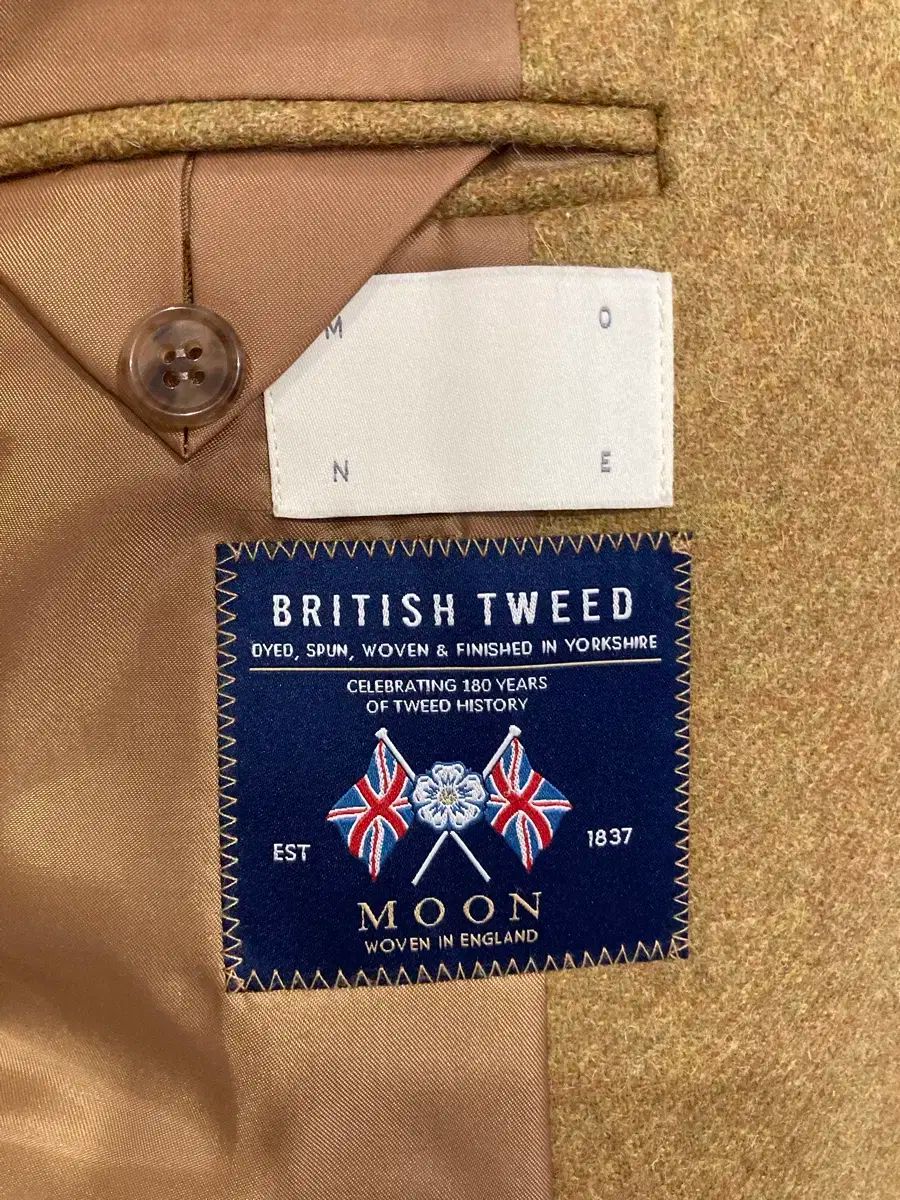 M O
N E
BRITISH TWEED
DYED, SPUN, WOVEN & FINISHED IN YORKSHIRE
CELEBRATING 180 YEARS
OF TWEED HISTORY
EST 1837
MOON
WOVEN IN ENGLAND